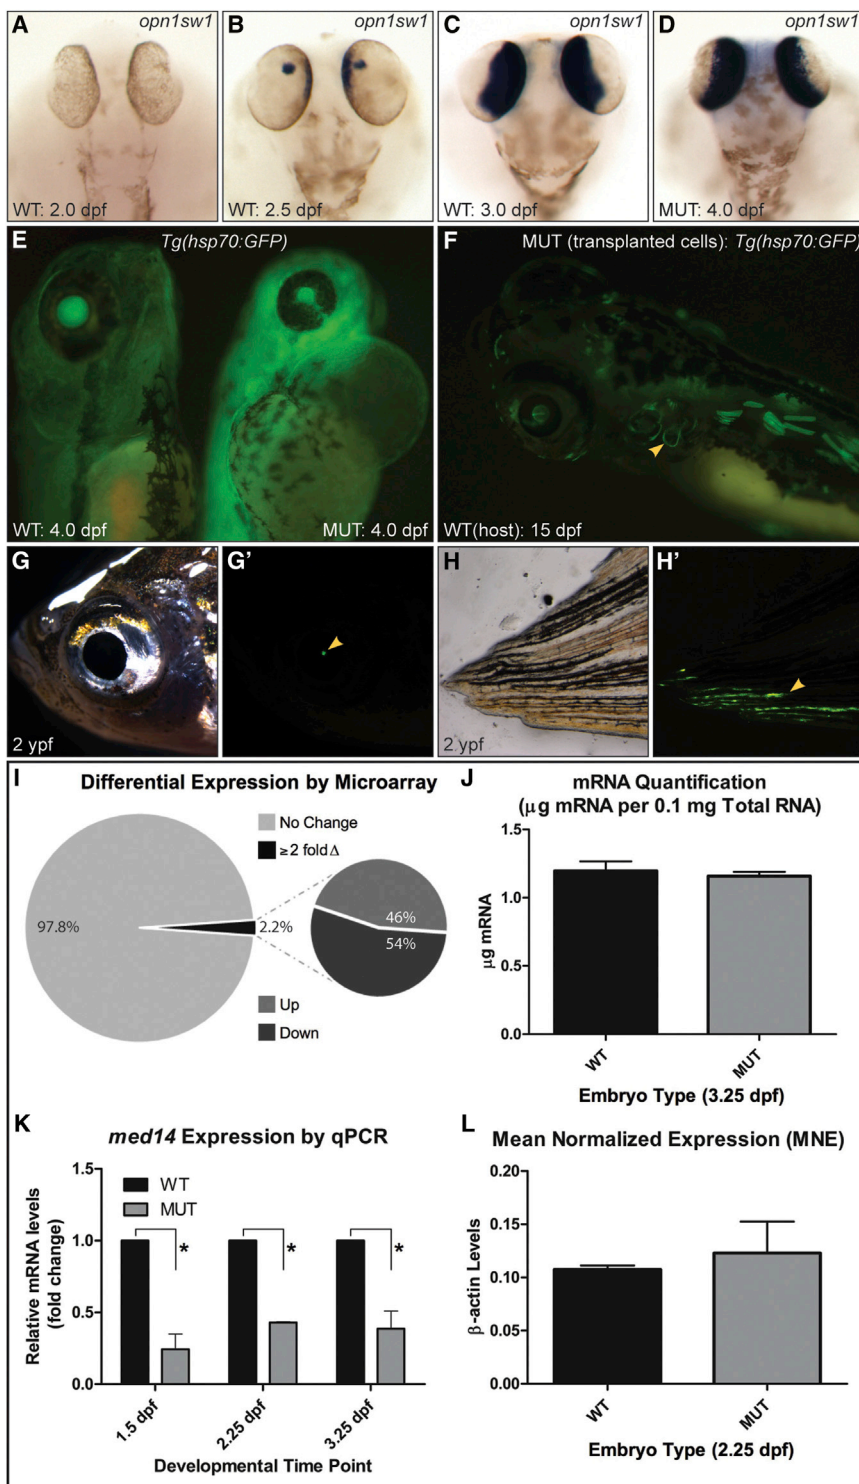 A
opn1sw1
WT: 2.0 dpf
B
opn1sw1
WT: 2.5 dpf
C
opn1sw1
WT: 3.0 dpf
D
opn1sw1
MUT: 4.0 dpf
E
Tg(hsp70:GFP)
WT: 4.0 dpf
MUT: 4.0 dpf
F
MUT (transplanted cells): Tg(hsp70:GFP)
WT(host): 15 dpf
G
2 ypf
G'
H
2 ypf
H'
I
Differential Expression by Microarray
No Change
≥2 fold Δ
97.8%
2.2%
46%
54%
Up
Down
J
mRNA Quantification
(μg mRNA per 0.1 mg Total RNA)
μg mRNA
1.5
1.0
0.5
0.0
WT
MUT
Embryo Type (3.25 dpf)
K
med14 Expression by qPCR
Relative mRNA levels
(fold change)
1.5
1.0
0.5
0.0
WT
MUT
*
*
*
1.5 dpf
2.25 dpf
3.25 dpf
Developmental Time Point
L
Mean Normalized Expression (MNE)
β-actin Levels
0.20
0.15
0.10
0.05
0.00
WT
MUT
Embryo Type (2.25 dpf)